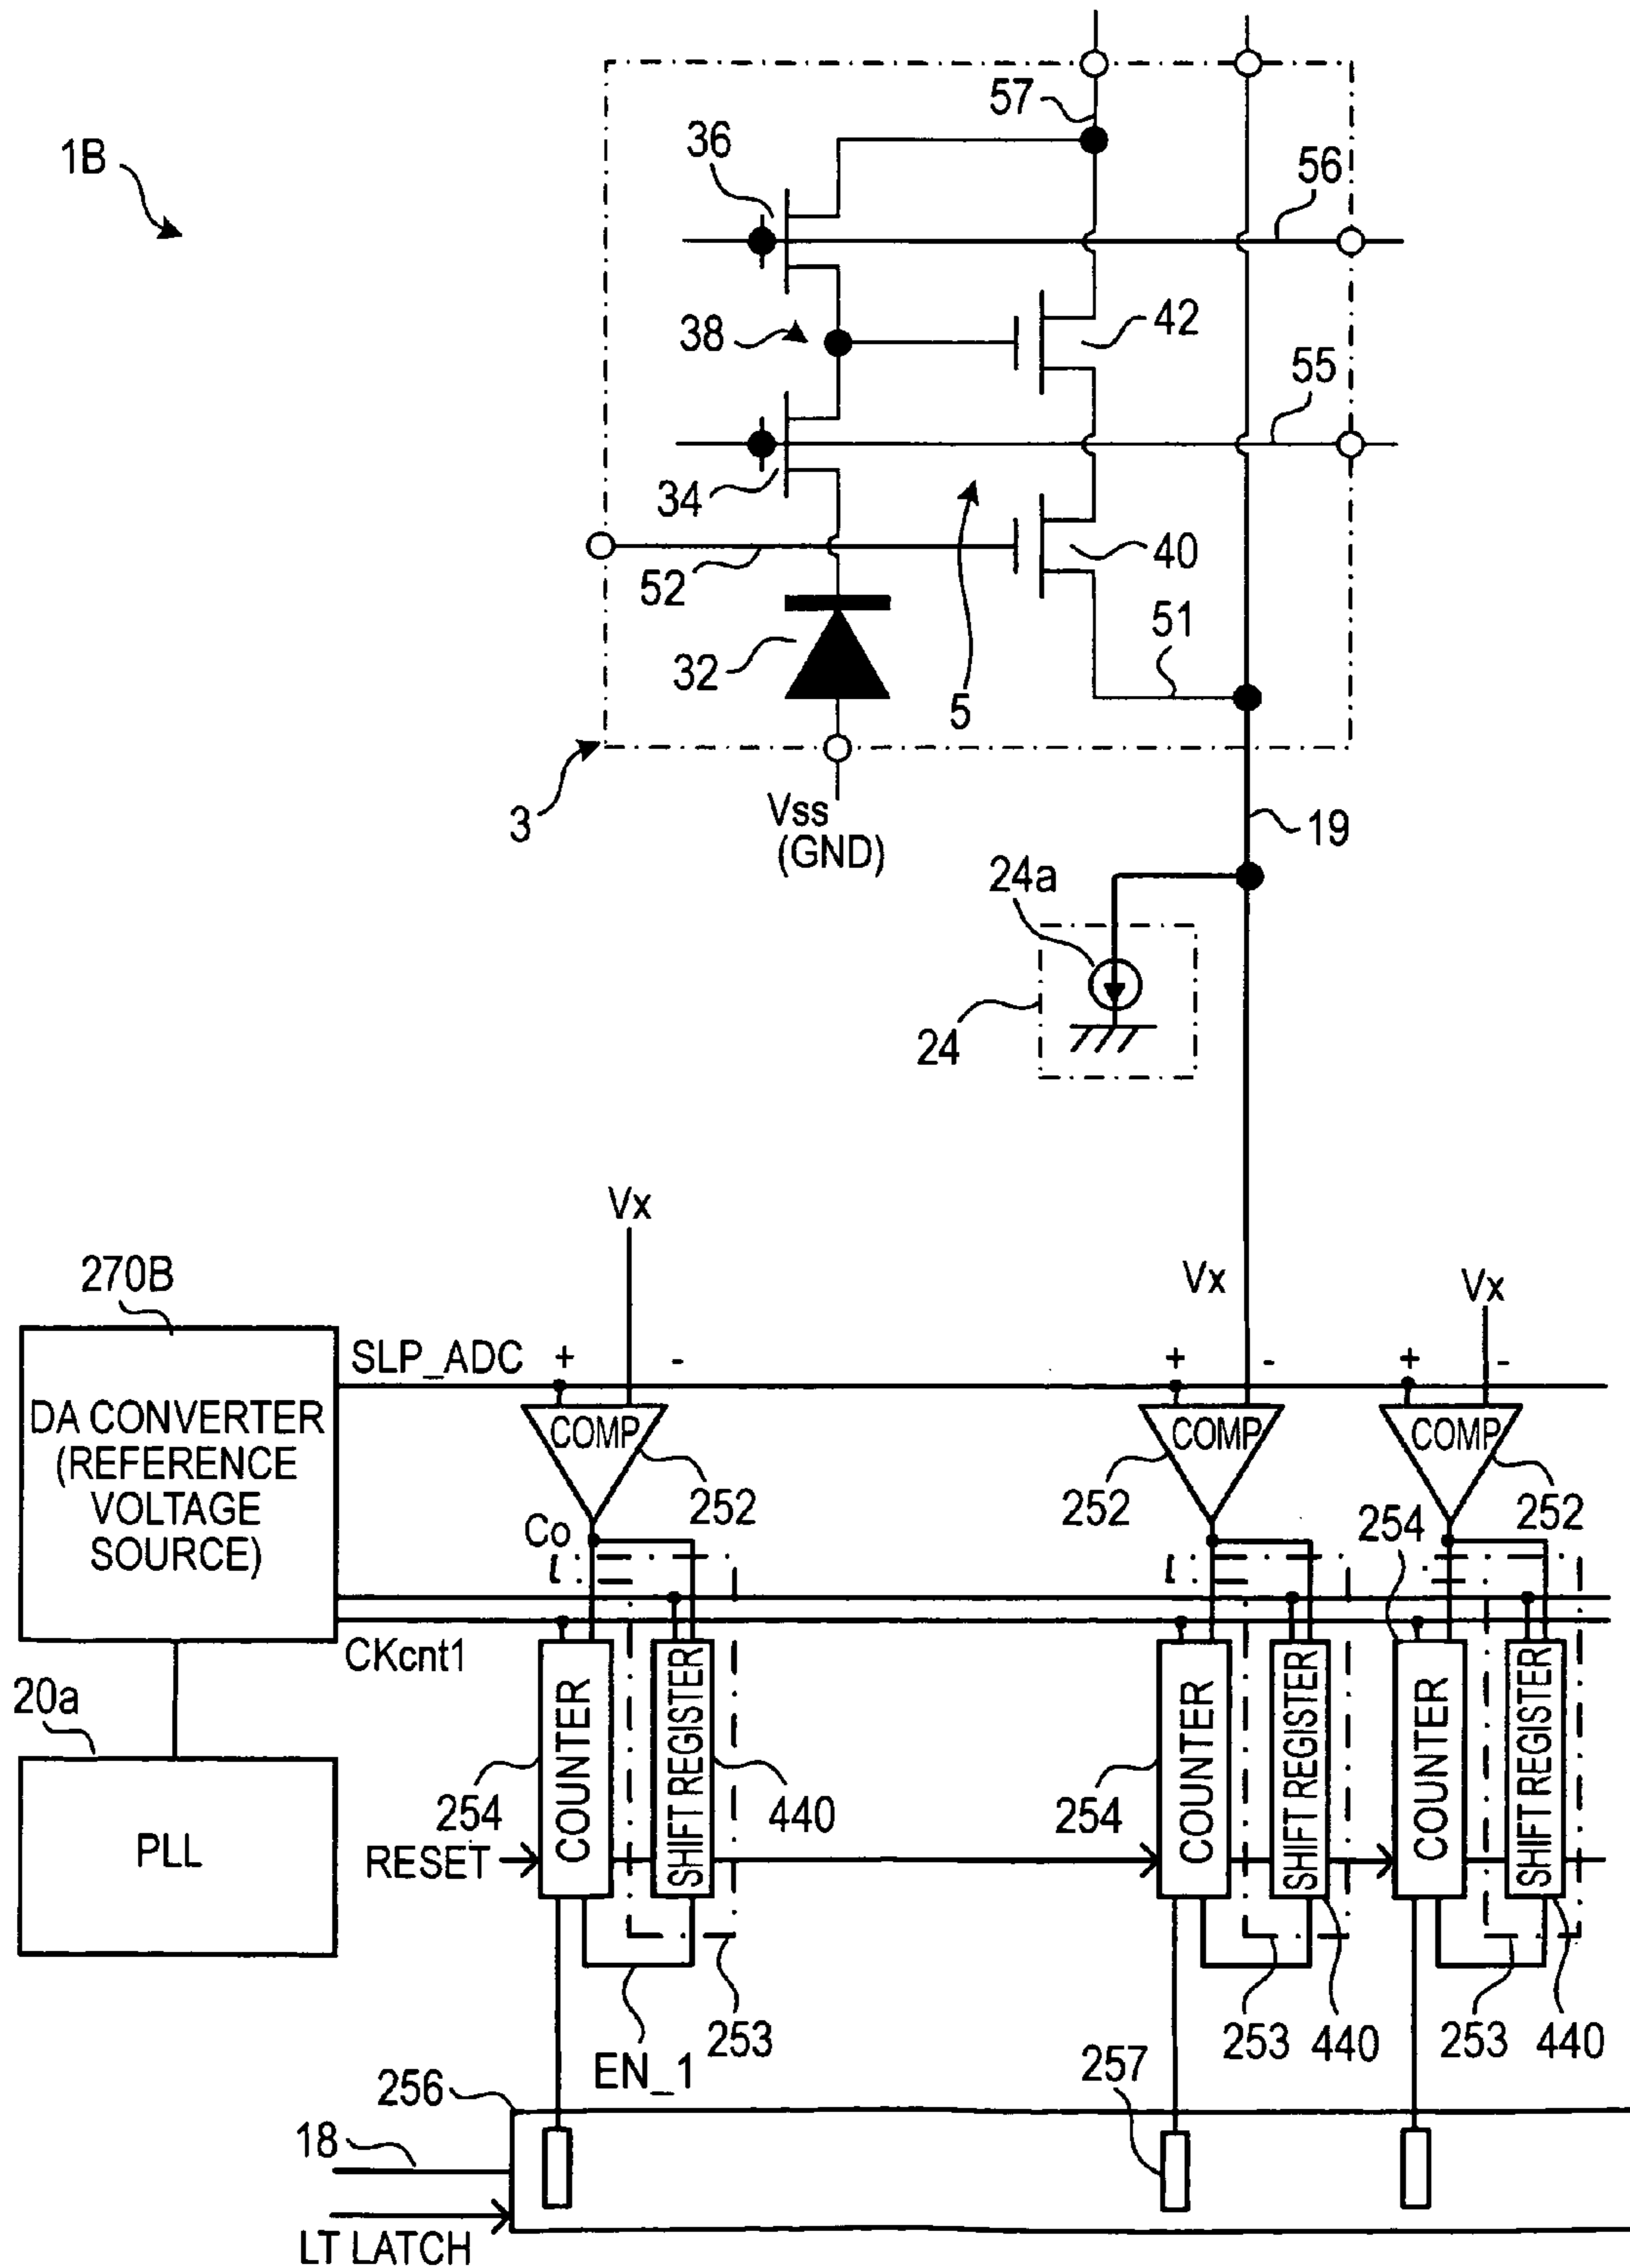 1B
57
36
56
38
42
55
34
52
40
32
51
5
3
Vss
(GND)
19
24a
24
Vx
270B
Vx
Vx
SLP_ADC + - + - + -
DA CONVERTER
(REFERENCE
VOLTAGE
SOURCE)
COMP COMP COMP
252 252 254 252
Co
CKcnt1
20a
COUNTER SHIFT REGISTER COUNTER SHIFT REGISTER COUNTER SHIFT REGISTER
254 440 254
PLL
RESET
253 253 440 253 440
EN_1
257
256
18
LT LATCH